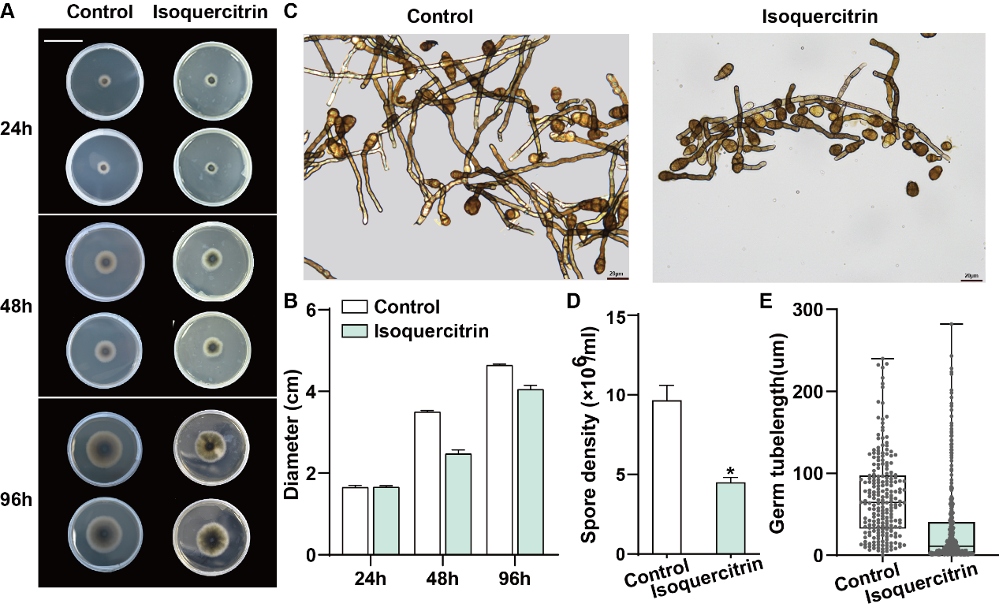 A
Control Isoquercitrin
24h
48h
96h
C
Control
Isoquercitrin
20μm
20μm
B
Control
Isoquercitrin
Diameter (cm)
6
4
2
0
24h 48h 96h
D
Spore density (×10⁶/ml)
15
10
5
0
*
Control
Isoquercitrin
E
Germ tubelength(um)
300
200
100
0
Control
Isoquercitrin